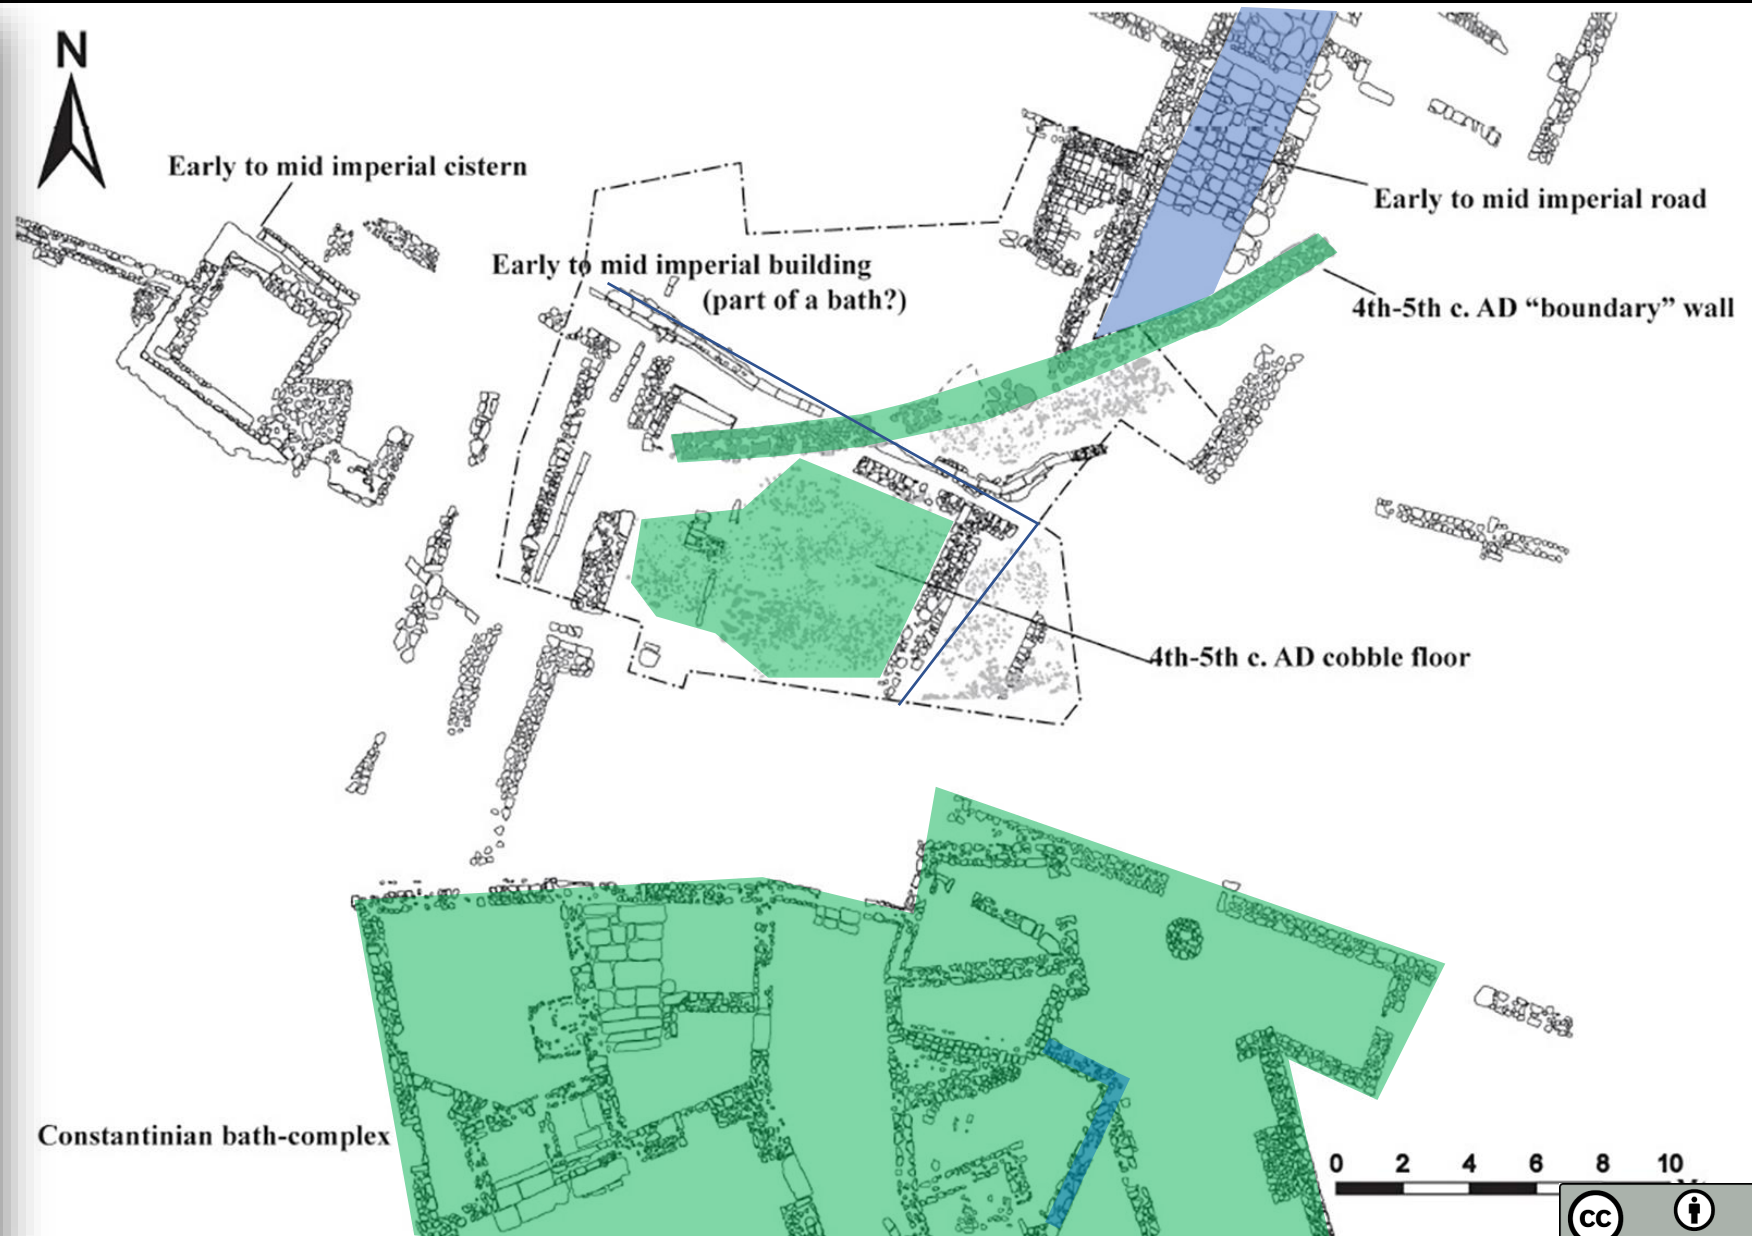 N
Early to mid imperial cistern
Early to mid imperial road
Early to mid imperial building
(part of a bath?)
4th-5th c. AD “boundary” wall
4th-5th c. AD cobble floor
Constantinian bath-complex
0 2 4 6 8 10
cc